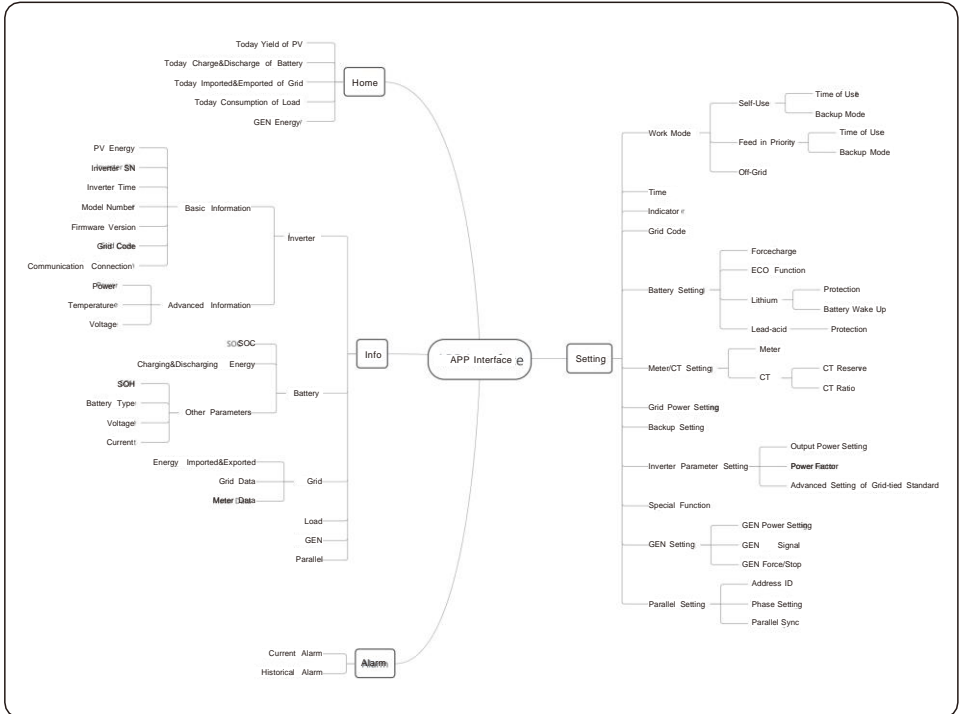 Today Yield of PV
Today Charge&Discharge of Battery
Today Imported&Emported of Grid
Today Consumption of Load
GEN Energy
Home
PV Energy
Inverter SN
Inverter Time
Model Number
Firmware Version
Grid Code
Communication Connection
Basic Information
Power
Temperature
Voltage
Advanced Information
Inverter
SOC
Charging&Discharging Energy
SOH
Battery Type
Voltage
Current
Other Parameters
Battery
Energy Imported&Exported
Grid Data
Meter Data
Grid
Load
GEN
Parallel
Info
Current Alarm
Historical Alarm
Alarm
APP Interface
Setting
Work Mode
Self-Use
Time of Use
Backup Mode
Feed in Priority
Time of Use
Backup Mode
Off-Grid
Time
Indicator
Grid Code
Battery Setting
Forcecharge
ECO Function
Lithium
Protection
Battery Wake Up
Lead-acid
Protection
Meter/CT Setting
Meter
CT
CT Reserve
CT Ratio
Grid Power Setting
Backup Setting
Inverter Parameter Setting
Output Power Setting
Power Factor
Advanced Setting of Grid-tied Standard
Special Function
GEN Setting
GEN Power Setting
GEN Signal
GEN Force/Stop
Parallel Setting
Address ID
Phase Setting
Parallel Sync